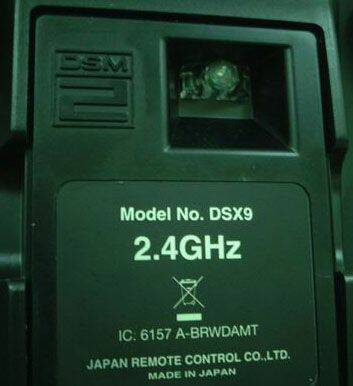 DSM
2
Model No. DSX9
2.4GHz
IC. 6157 A-BRWDAMT
JAPAN REMOTE CONTROL CO.,LTD.
MADE IN JAPAN